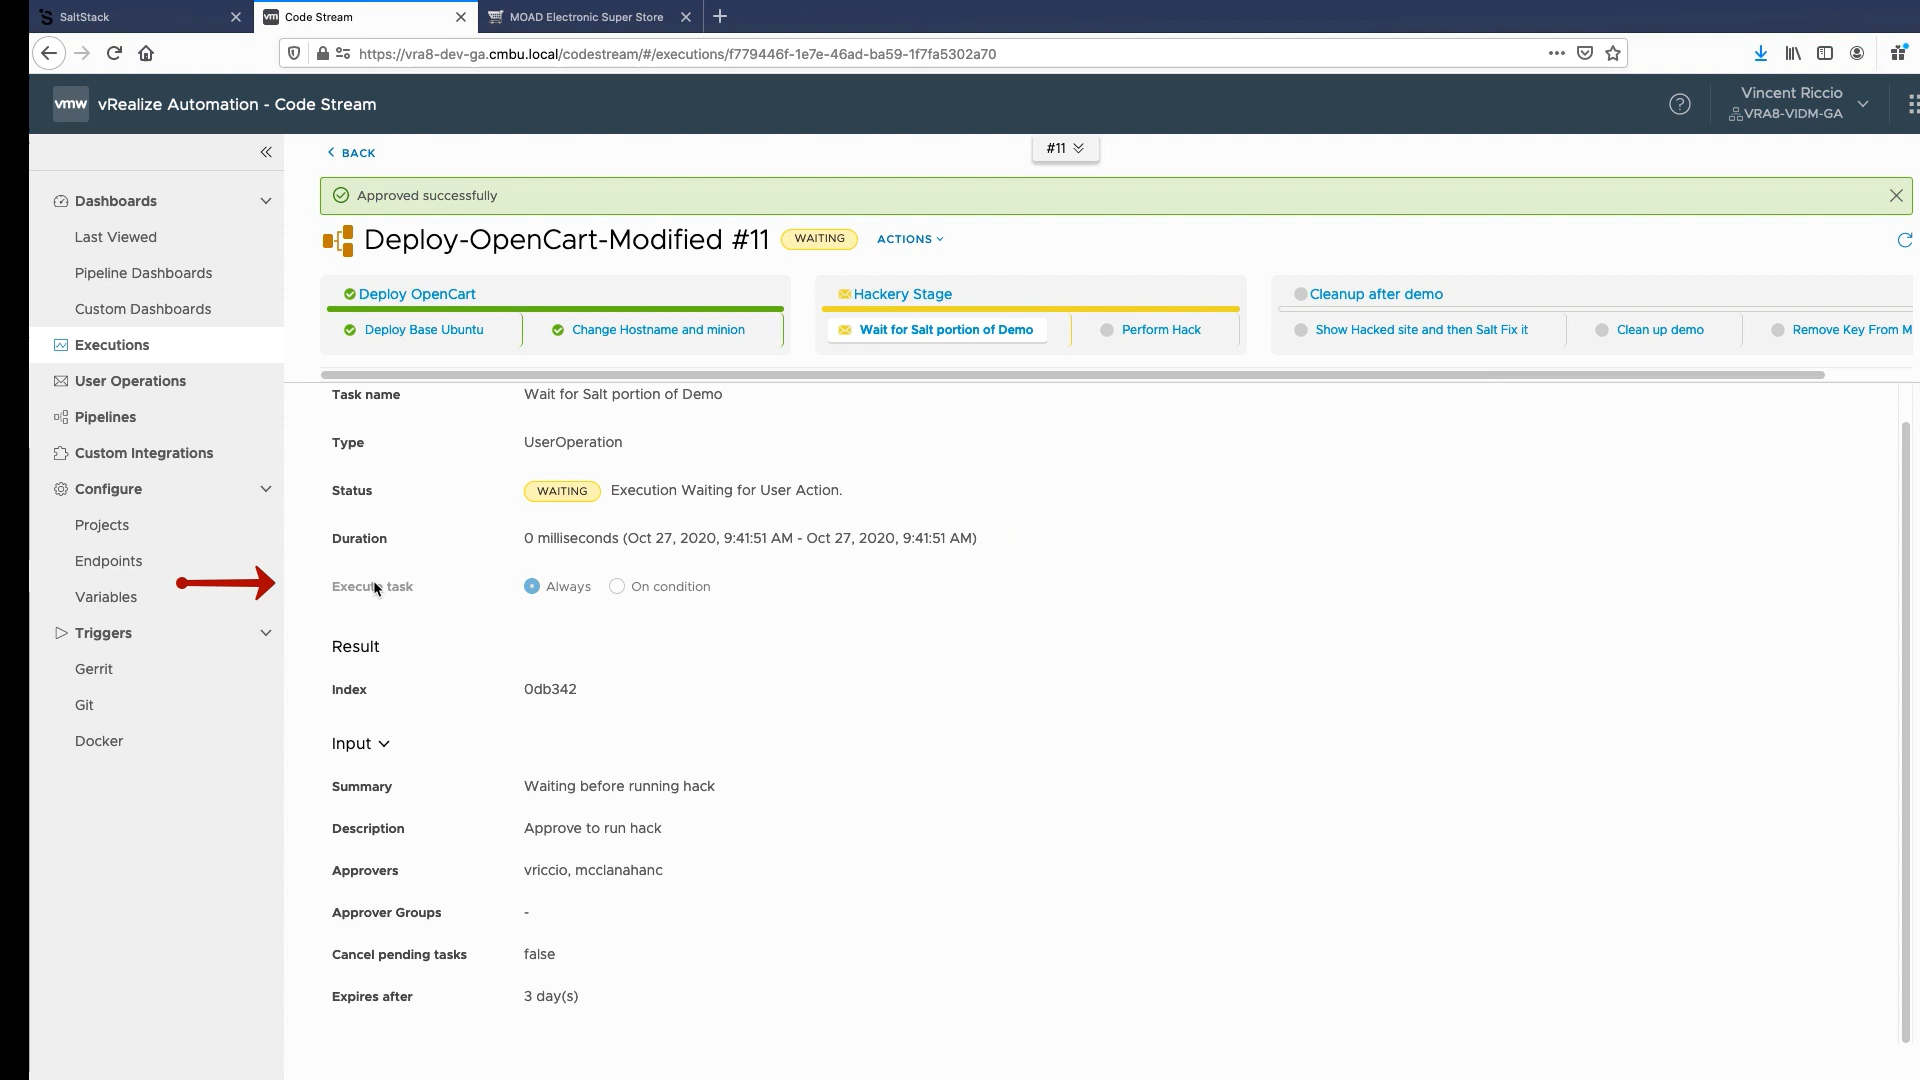 SaltStack
vm Code Stream
MOAD Electronic Super Store
https://vra8-dev-ga.cmbu.local/codestream/#/executions/f779446f-1e7e-46ad-ba59-1f7fa5302a70
vmw vRealize Automation - Code Stream
Vincent Riccio
VRA8-VIDM-GA
BACK
#11
Approved successfully
Deploy-OpenCart-Modified #11 WAITING ACTIONS
Deploy OpenCart
Deploy Base Ubuntu
Change Hostname and minion
Hackery Stage
Wait for Salt portion of Demo
Perform Hack
Cleanup after demo
Show Hacked site and then Salt Fix it
Clean up demo
Remove Key From M
Dashboards
Last Viewed
Pipeline Dashboards
Custom Dashboards
Executions
User Operations
Pipelines
Custom Integrations
Configure
Projects
Endpoints
Variables
Triggers
Gerrit
Git
Docker
Task name Wait for Salt portion of Demo
Type UserOperation
Status WAITING Execution Waiting for User Action.
Duration 0 milliseconds (Oct 27, 2020, 9:41:51 AM - Oct 27, 2020, 9:41:51 AM)
Execute task Always On condition
Result
Index 0db342
Input
Summary Waiting before running hack
Description Approve to run hack
Approvers vriccio, mcclanahanc
Approver Groups -
Cancel pending tasks false
Expires after 3 day(s)